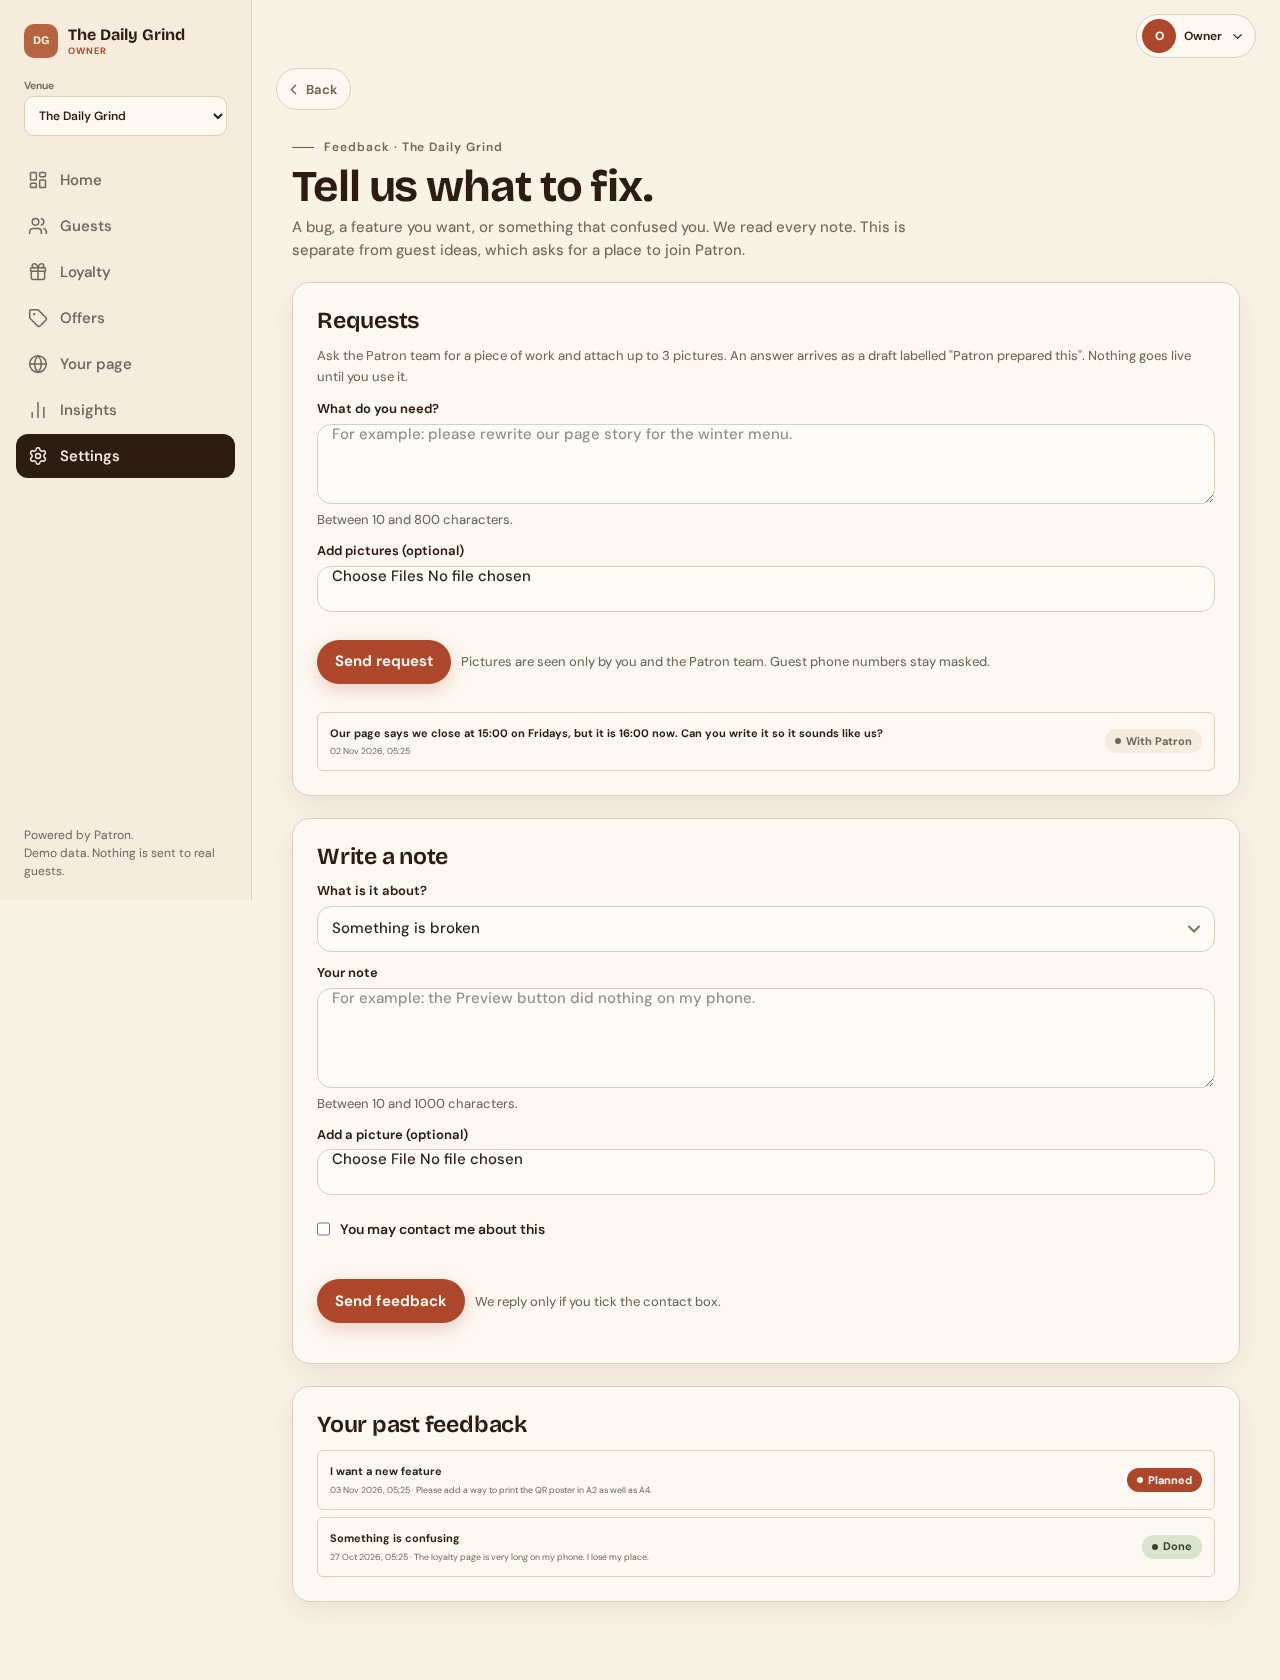 DG
The Daily Grind
OWNER
Venue
The Daily Grind
Home
Guests
Loyalty
Offers
Your page
Insights
Settings
Powered by Patron.
Demo data. Nothing is sent to real
guests.
O
Owner
Back
Feedback · The Daily Grind
Tell us what to fix.
A bug, a feature you want, or something that confused you. We read every note. This is
separate from guest ideas, which asks for a place to join Patron.
Requests
Ask the Patron team for a piece of work and attach up to 3 pictures. An answer arrives as a draft labelled "Patron prepared this". Nothing goes live
until you use it.
What do you need?
For example: please rewrite our page story for the winter menu.
Between 10 and 800 characters.
Add pictures (optional)
Choose Files No file chosen
Send request
Pictures are seen only by you and the Patron team. Guest phone numbers stay masked.
Our page says we close at 15:00 on Fridays, but it is 16:00 now. Can you write it so it sounds like us?
02 Nov 2026, 05:25
With Patron
Write a note
What is it about?
Something is broken
Your note
For example: the Preview button did nothing on my phone.
Between 10 and 1000 characters.
Add a picture (optional)
Choose File No file chosen
You may contact me about this
Send feedback
We reply only if you tick the contact box.
Your past feedback
I want a new feature
03 Nov 2026, 05:25 · Please add a way to print the QR poster in A2 as well as A4.
Planned
Something is confusing
27 Oct 2026, 05:25 · The loyalty page is very long on my phone. I lose my place.
Done